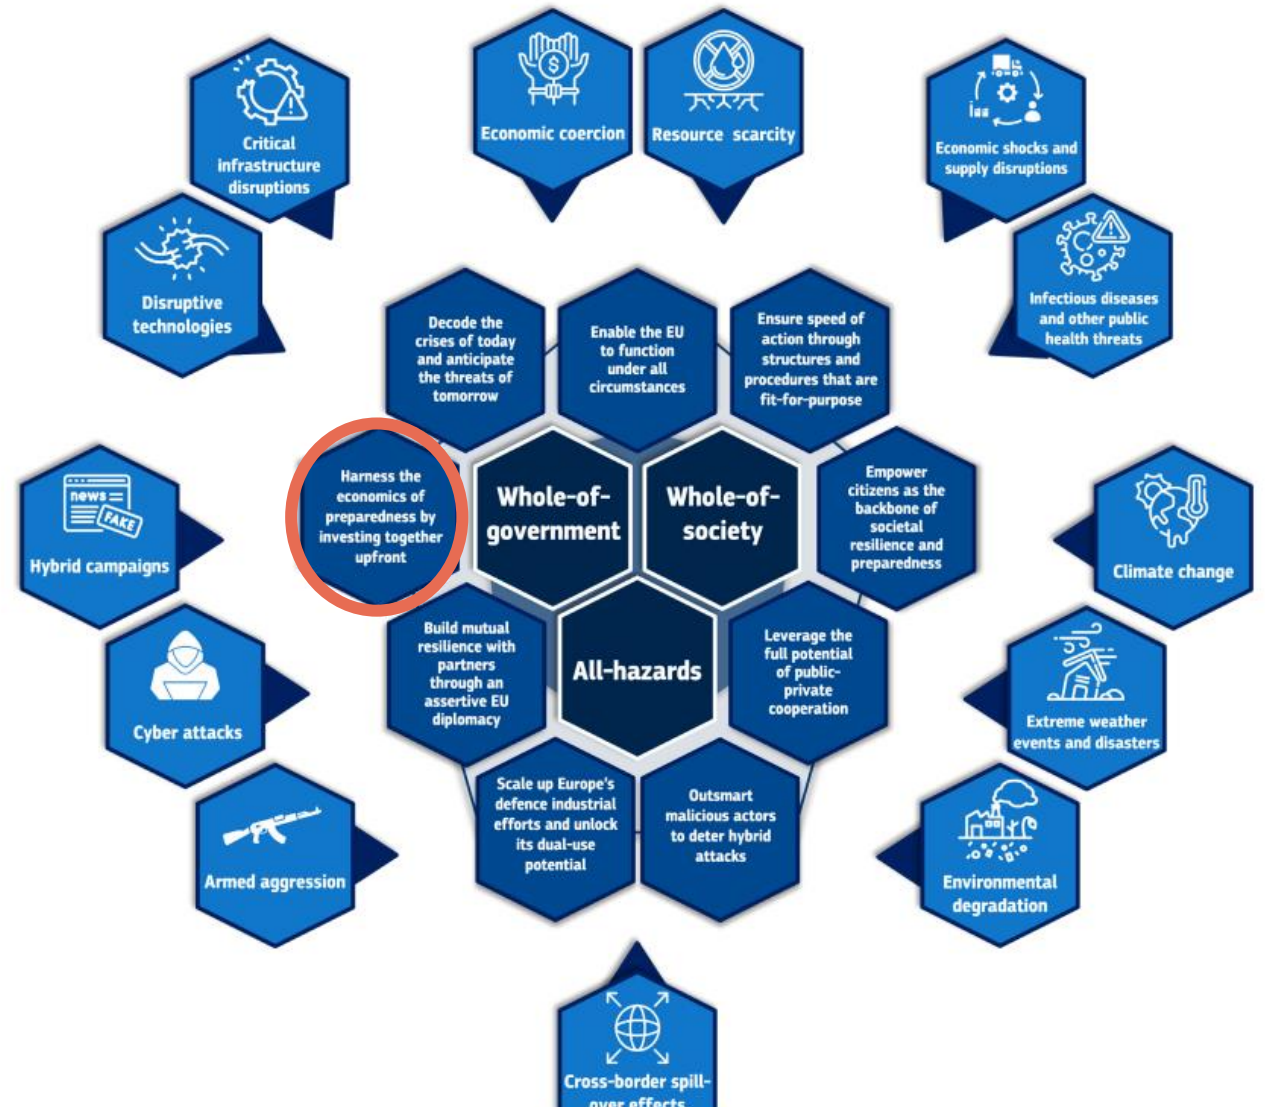 Economic coercion
Resource scarcity
Critical
infrastructure
disruptions
Economic shocks and
supply disruptions
Disruptive
technologies
Infectious diseases
and other public
health threats
Decode the
crises of today
and anticipate
the threats of
tomorrow
Enable the EU
to function
under all
circumstances
Ensure speed of
action through
structures and
procedures that are
fit-for-purpose
Harness the
economics of
preparedness by
investing together
upfront
Whole-of-
government
Whole-of-
society
Empower
citizens as the
backbone of
societal
resilience and
preparedness
news
FAKE
Hybrid campaigns
Climate change
Build mutual
resilience with
partners
through an
assertive EU
diplomacy
All-hazards
Leverage the
full potential
of public-
private
cooperation
Cyber attacks
Extreme weather
events and disasters
Scale up Europe's
defence industrial
efforts and unlock
its dual-use
potential
Outsmart
malicious actors
to deter hybrid
attacks
Armed aggression
Environmental
degradation
Cross-border spill-
over effects